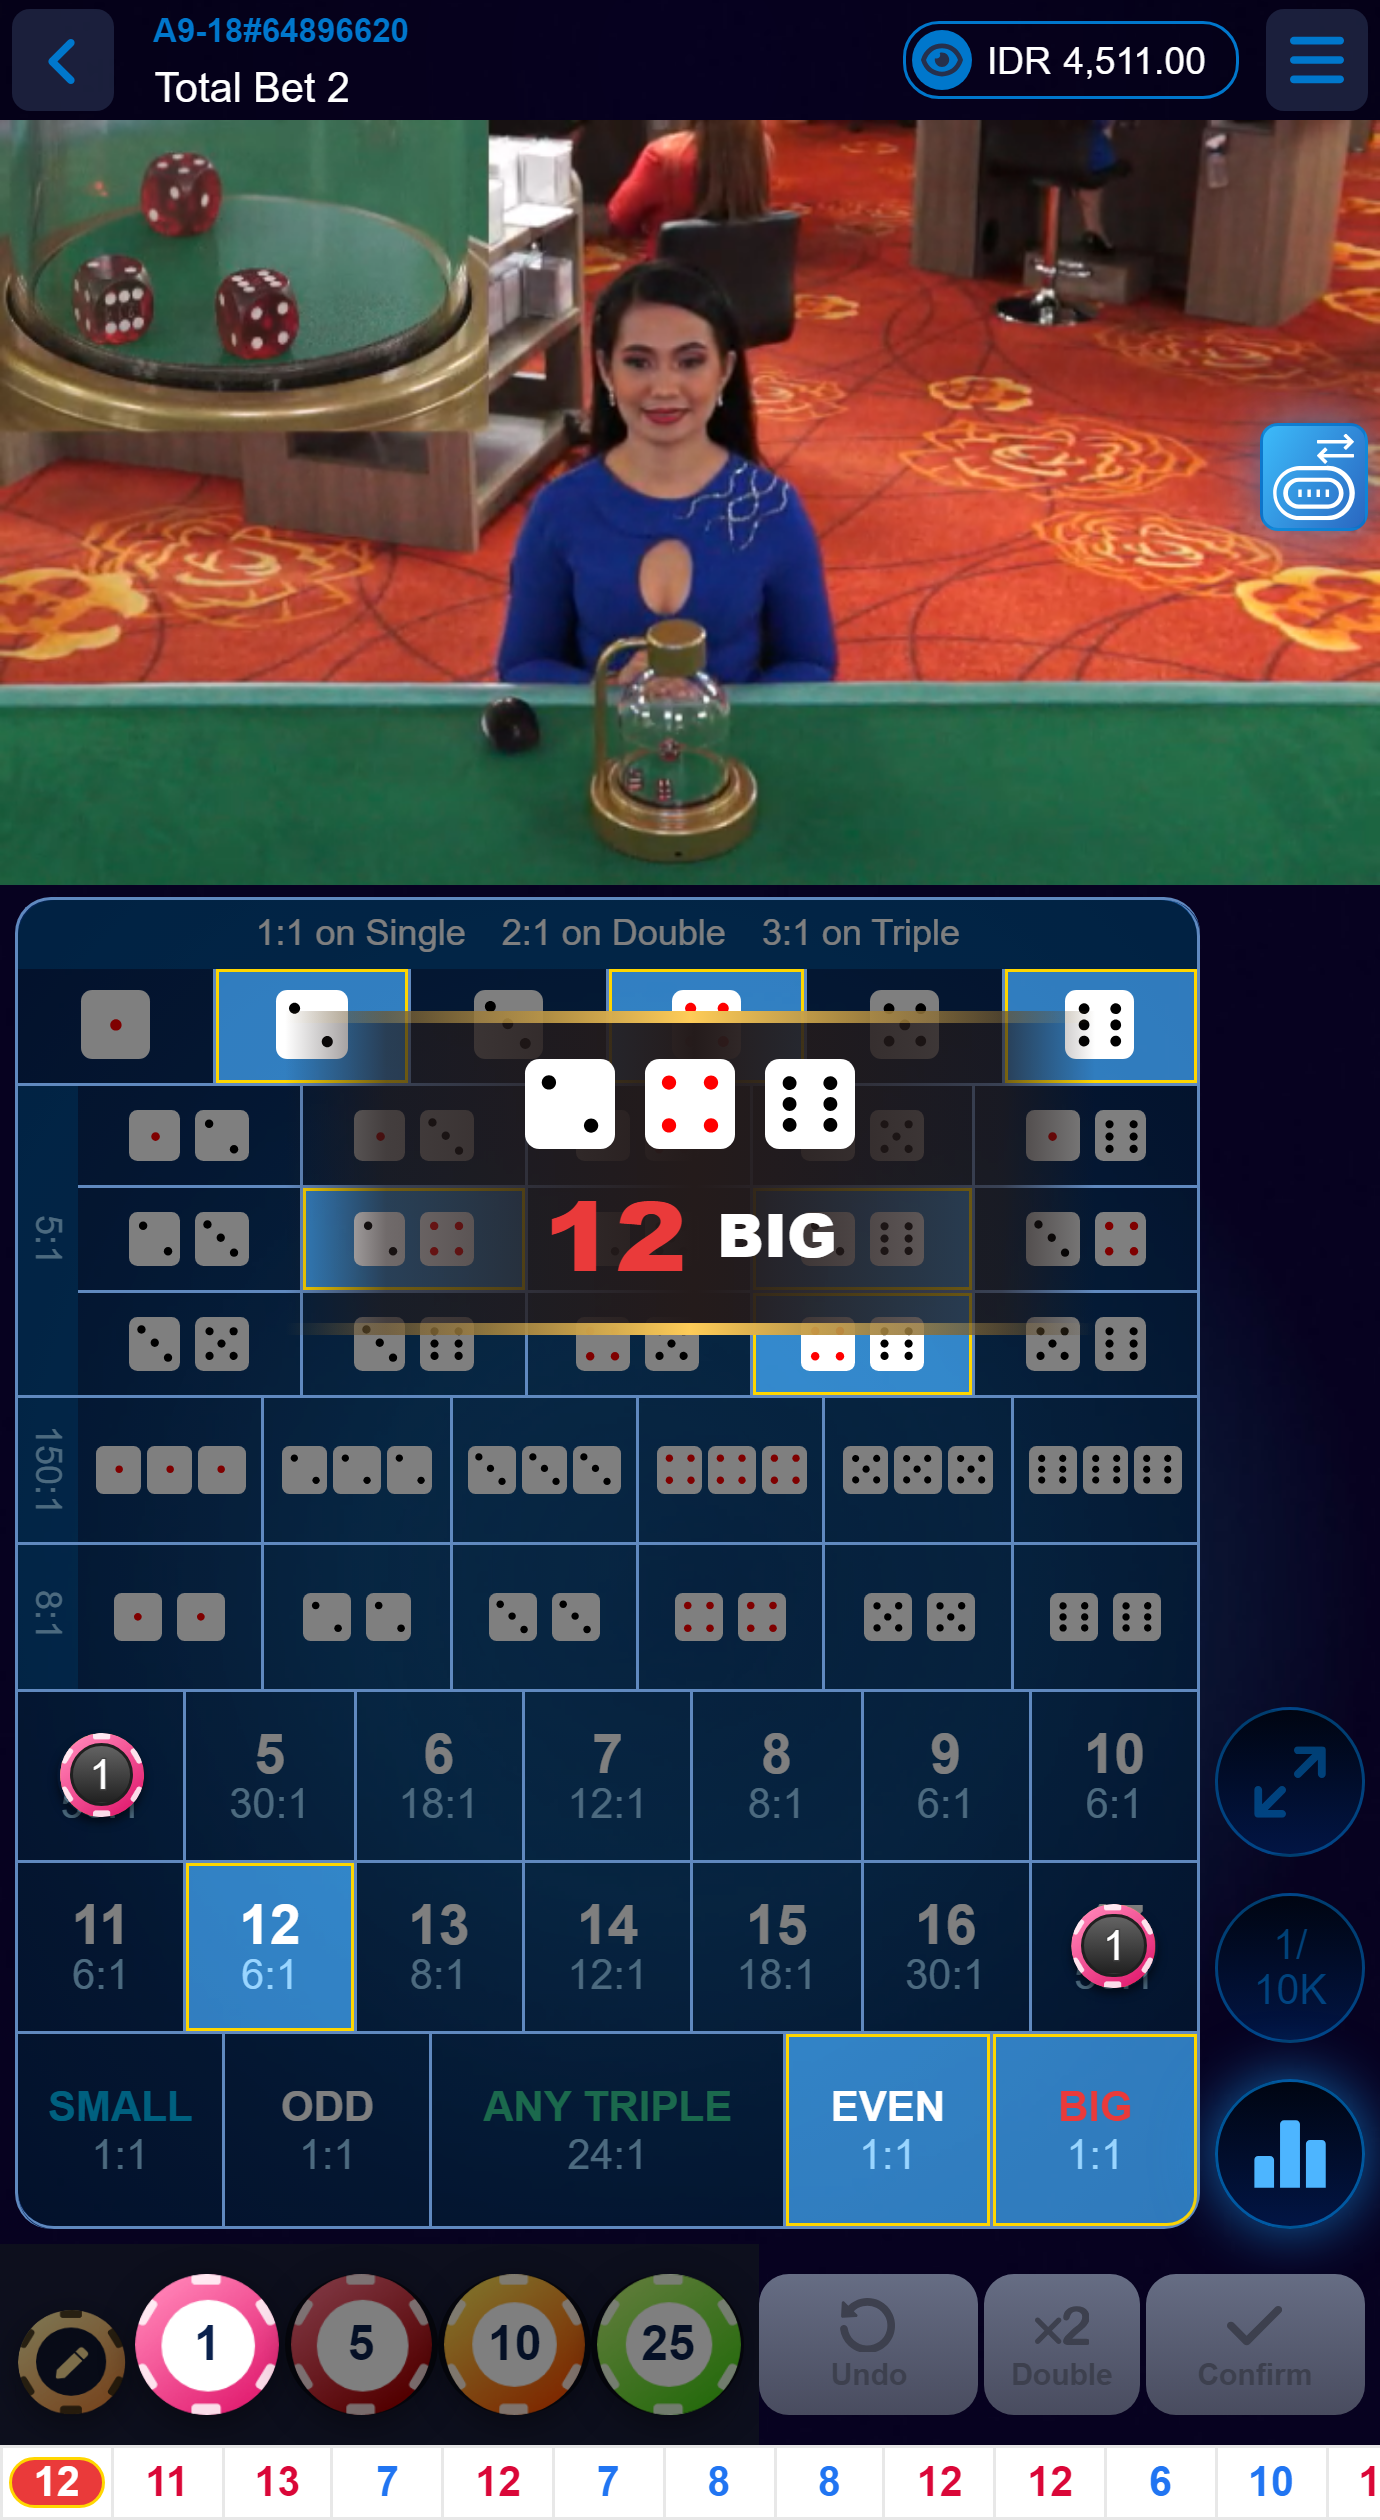 A9-18#64896620
Total Bet 2
IDR 4,511.00
1:1 on Single 2:1 on Double 3:1 on Triple
12 BIG
5:1
150:1
8:1
1
5 6 7 8 9 10
30:1 18:1 12:1 8:1 6:1 6:1
11 12 13 14 15 16 1
6:1 6:1 8:1 12:1 18:1 30:1
1/
10K
SMALL ODD ANY TRIPLE EVEN BIG
1:1 1:1 24:1 1:1 1:1
1 5 10 25
x2
Undo Double Confirm
12 11 13 7 12 7 8 8 12 12 6 10 1